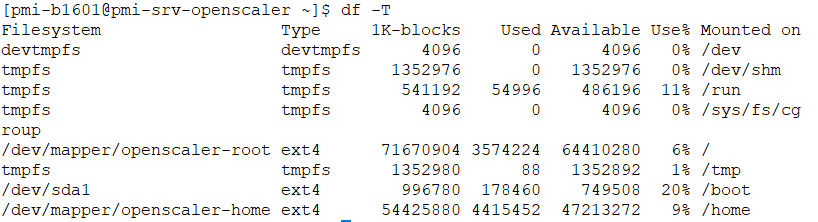 [pmi-b1601@pmi-srv-openscaler ~]$ df -T
Filesystem                  Type     1K-blocks    Used Available Use% Mounted on
devtmpfs                    devtmpfs      4096       0      4096   0% /dev
tmpfs                       tmpfs      1352976       0   1352976   0% /dev/shm
tmpfs                       tmpfs       541192   54996    486196  11% /run
tmpfs                       tmpfs         4096       0      4096   0% /sys/fs/cg
roup
/dev/mapper/openscaler-root ext4      71670904 3574224  64410280   6% /
tmpfs                       tmpfs      1352980      88   1352892   1% /tmp
/dev/sda1                   ext4        996780  178460    749508  20% /boot
/dev/mapper/openscaler-home ext4      54425880 4415452  47213272   9% /home